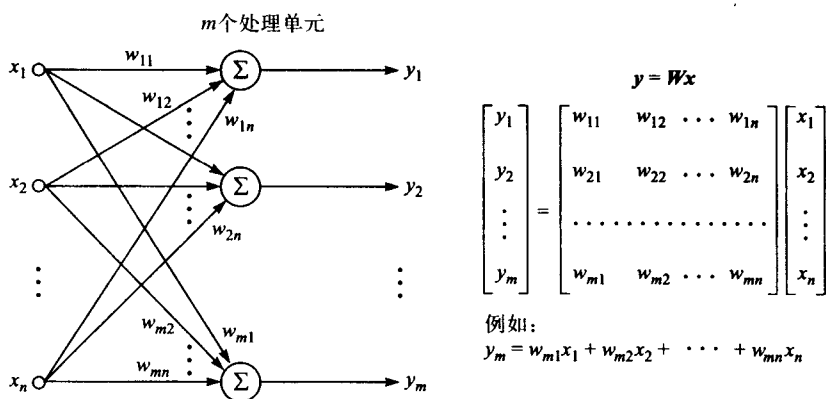 m个处理单元
x₁ w₁₁ Σ y₁
w₁₂
w₁ₙ
x₂ Σ y₂
w₂ₙ
⋮ ⋮
wₘ₂ wₘ₁
xₙ wₘₙ Σ yₘ
y = Wx
[y₁] [w₁₁ w₁₂ ⋯ w₁ₙ] [x₁]
[y₂] [w₂₁ w₂₂ ⋯ w₂ₙ] [x₂]
[⋮] = [⋯⋯⋯⋯⋯] [⋮]
[yₘ] [wₘ₁ wₘ₂ ⋯ wₘₙ] [xₙ]
例如：
yₘ = wₘ₁x₁ + wₘ₂x₂ + ⋯ + wₘₙxₙ